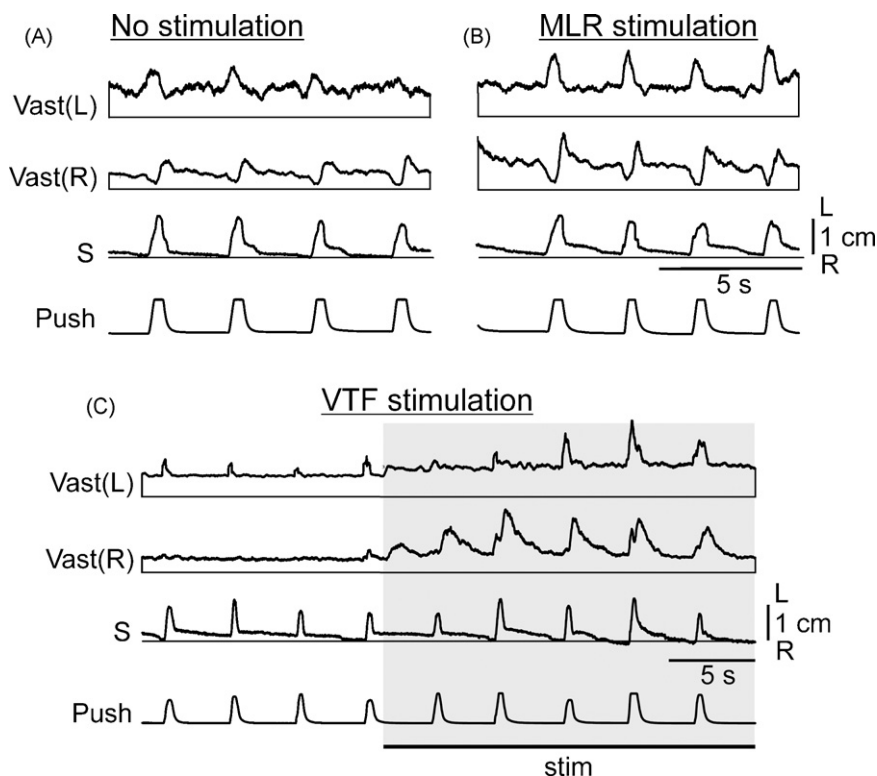 (A) No stimulation
(B) MLR stimulation
Vast(L)
Vast(R)
S
L
1 cm
R
5 s
Push
(C) VTF stimulation
Vast(L)
Vast(R)
S
L
1 cm
R
5 s
Push
stim